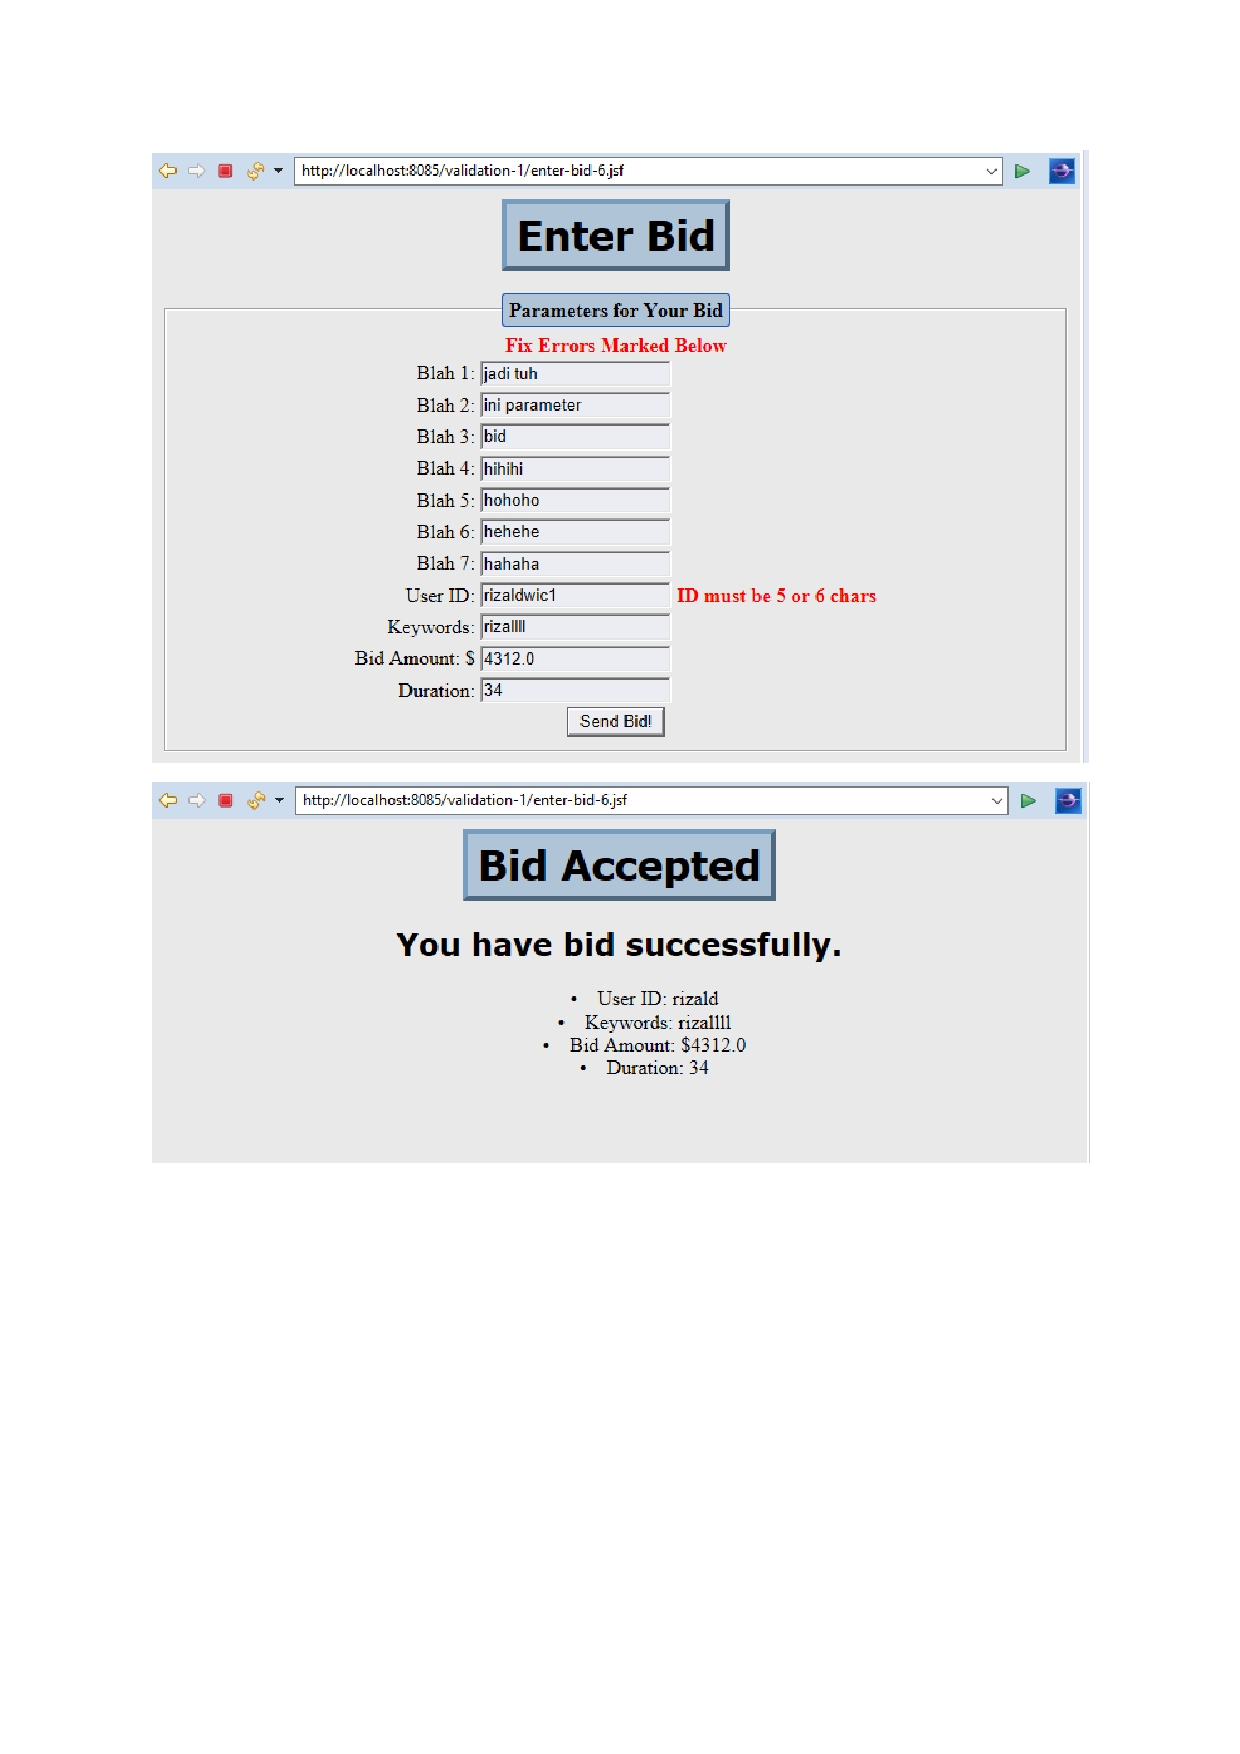 http://localhost:8085/validation-1/enter-bid-6.jsf
Enter Bid
Parameters for Your Bid
Fix Errors Marked Below
Blah 1: jadi tuh
Blah 2: ini parameter
Blah 3: bid
Blah 4: hihihi
Blah 5: hohoho
Blah 6: hehehe
Blah 7: hahaha
User ID: rizaldwic1 ID must be 5 or 6 chars
Keywords: rizallll
Bid Amount: $ 4312.0
Duration: 34
Send Bid!
http://localhost:8085/validation-1/enter-bid-6.jsf
Bid Accepted
You have bid successfully.
• User ID: rizald
• Keywords: rizallll
• Bid Amount: $4312.0
• Duration: 34